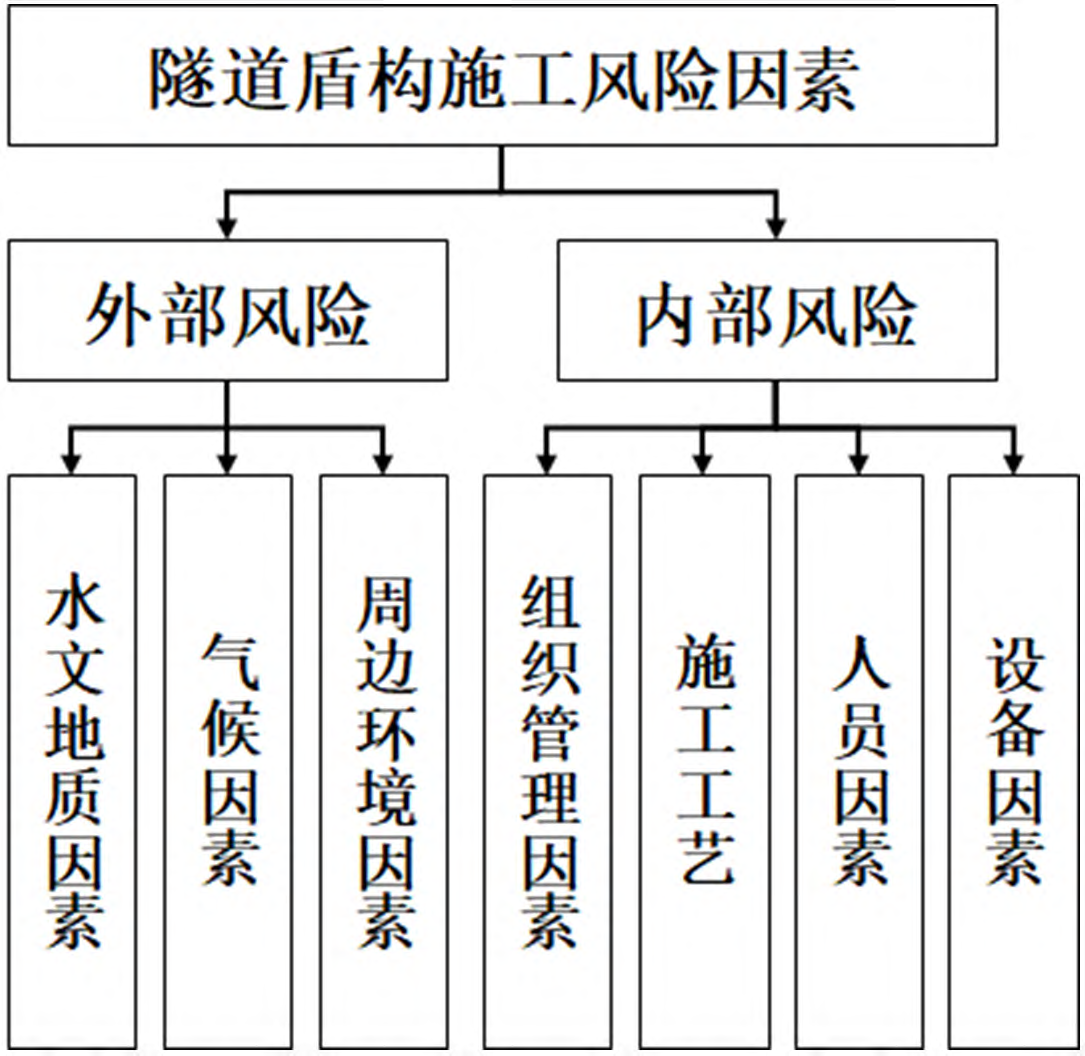 隧道盾构施工风险因素
外部风险
内部风险
水文地质因素
气候因素
周边环境因素
组织管理因素
施工工艺
人员因素
设备因素